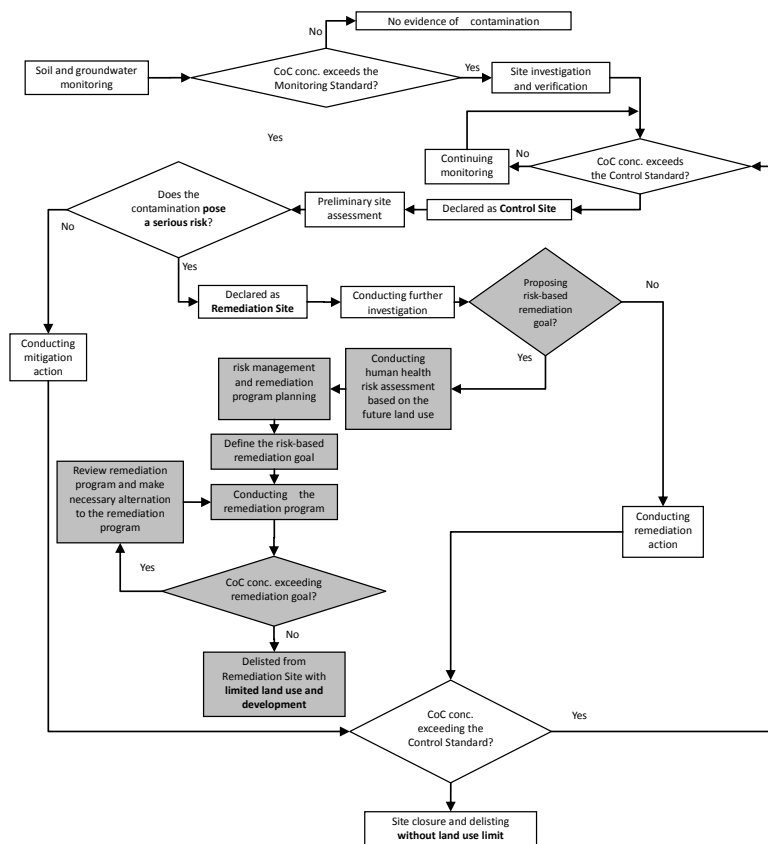 No evidence of contamination
No
Soil and groundwater
monitoring
CoC conc. exceeds the
Monitoring Standard?
Yes
Site investigation
and verification
Yes
No
Continuing
monitoring
CoC conc. exceeds
the Control Standard?
Does the
contamination pose
a serious risk?
Preliminary site
assessment
Declared as Control Site
No
Yes
Declared as
Remediation Site
Conducting further
investigation
Proposing
risk-based
remediation
goal?
No
Yes
Conducting
mitigation
action
risk management
and remediation
program planning
Conducting
human health
risk assessment
based on the
future land use
Define the risk-based
remediation goal
Review remediation
program and make
necessary alternation
to the remediation
program
Conducting the
remediation program
Conducting
remediation
action
Yes
CoC conc. exceeding
remediation goal?
No
Delisted from
Remediation Site with
limited land use and
development
CoC conc.
exceeding the
Control Standard?
Yes
Site closure and delisting
without land use limit